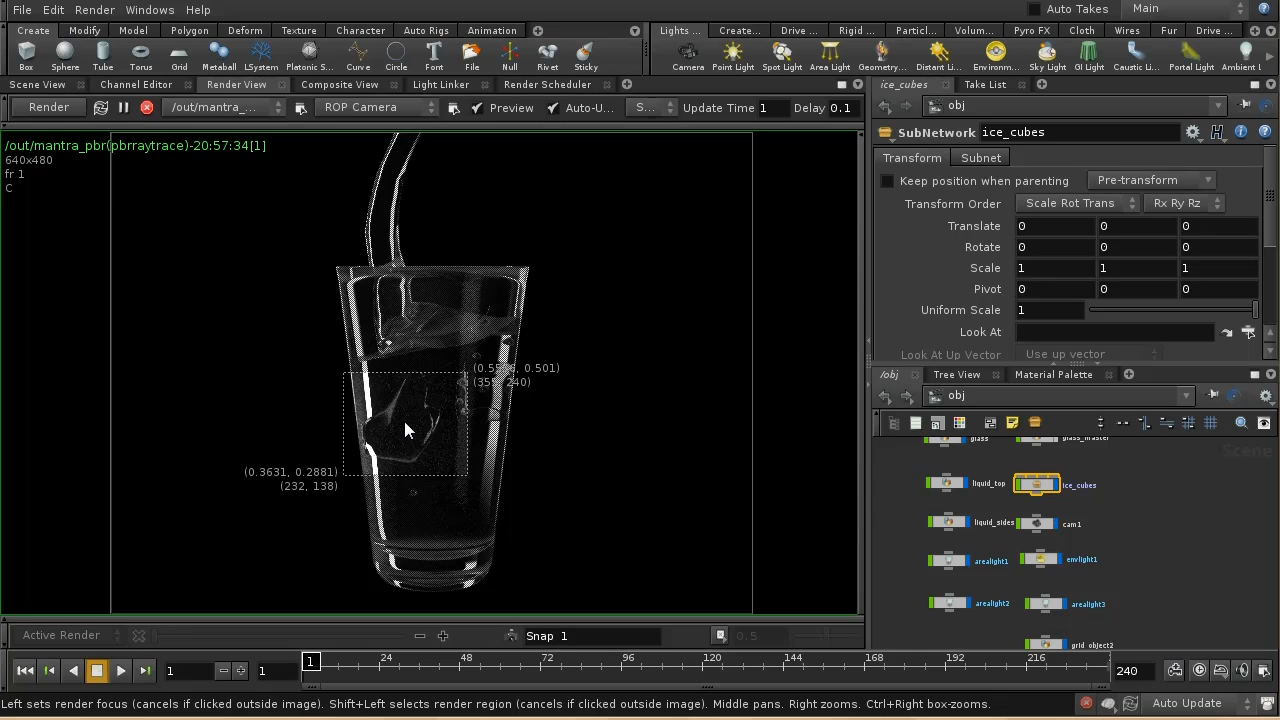 File Edit Render Windows Help Auto Takes Main
Create Modify Model Polygon Deform Texture Character Auto Rigs Animation Lights ... Create... Drive ... Rigid ... Particl... Volum... Pyro FX Cloth Wires Fur Drive ...
Box Sphere Tube Torus Grid Metaball LSystem Platonic S... Curve Circle Font File Null Rivet Sticky Camera Point Light Spot Light Area Light Geometry... Distant Li... Environm... Sky Light GI Light Caustic Li... Portal Light Ambient L
Scene View Channel Editor Render View Composite View Light Linker Render Scheduler ice_cubes Take List
Render /out/mantra_... ROP Camera Preview Auto-U... S... Update Time 1 Delay 0.1 obj
/out/mantra_pbr(pbrraytrace)-20:57:34[1]
640x480
fr 1
C
SubNetwork ice_cubes
Transform Subnet
Keep position when parenting Pre-transform
Transform Order Scale Rot Trans Rx Ry Rz
Translate 0 0 0
Rotate 0 0 0
Scale 1 1 1
Pivot 0 0 0
Uniform Scale 1
Look At
Look At Up Vector Use up vector
/obj Tree View Material Palette
obj
(0.3631, 0.2881)
(232, 138)
Scene
glass glass_master
liquid_top ice_cubes
liquid_sides cam1
arealight1 envlight1
arealight2 arealight3
grid_object2
Active Render Snap 1 0.5
1 1 1 24 48 72 96 120 144 168 192 216 240
Left sets render focus (cancels if clicked outside image). Shift+Left selects render region (cancels if clicked outside image). Middle pans. Right zooms. Ctrl+Right box-zooms. Auto Update